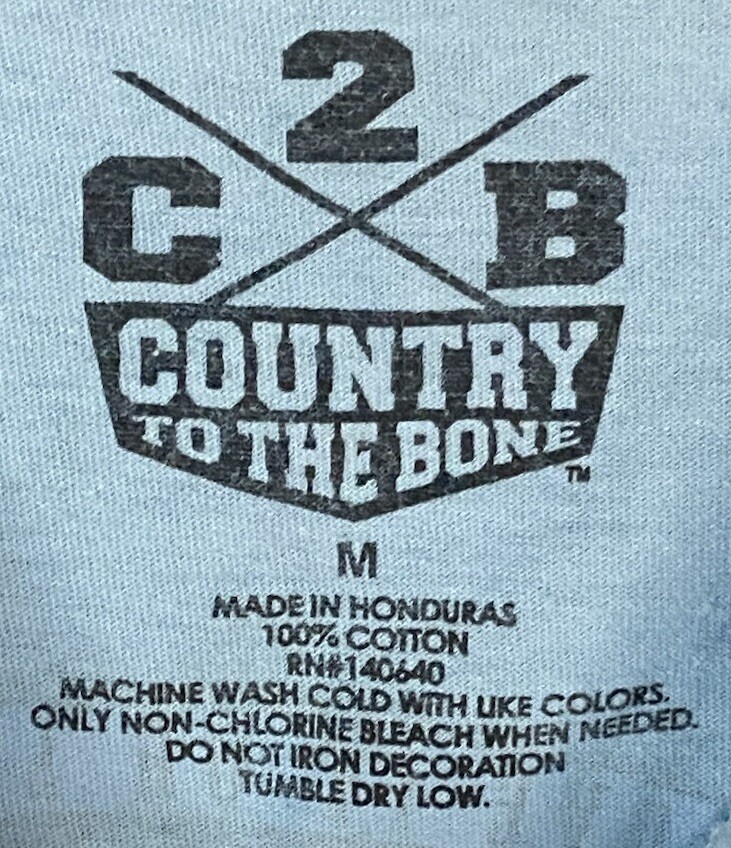 2
C B
COUNTRY
TO THE BONE
TM
M
MADE IN HONDURAS
100% COTTON
RN#140640
MACHINE WASH COLD WITH LIKE COLORS.
ONLY NON-CHLORINE BLEACH WHEN NEEDED.
DO NOT IRON DECORATION
TUMBLE DRY LOW.